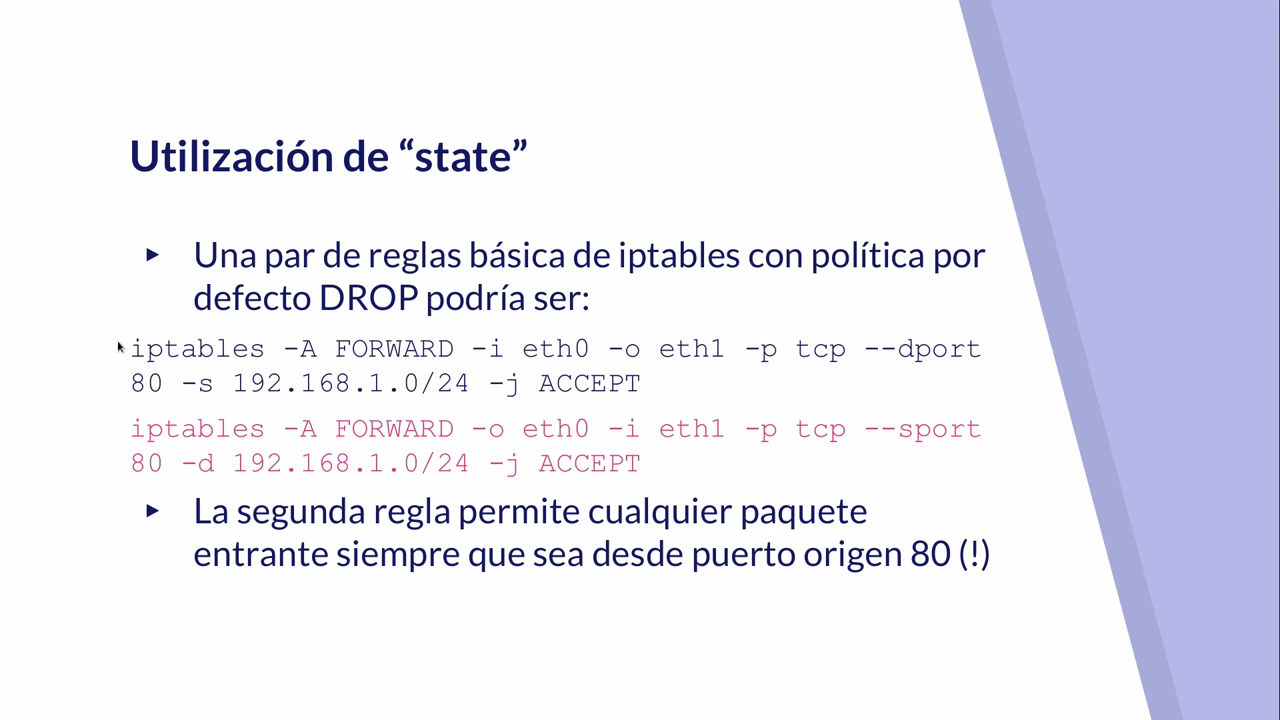 Utilización de “state”
▸ Una par de reglas básica de iptables con política por
defecto DROP podría ser:
iptables -A FORWARD -i eth0 -o eth1 -p tcp --dport
80 -s 192.168.1.0/24 -j ACCEPT
iptables -A FORWARD -o eth0 -i eth1 -p tcp --sport
80 -d 192.168.1.0/24 -j ACCEPT
▸ La segunda regla permite cualquier paquete
entrante siempre que sea desde puerto origen 80 (!)